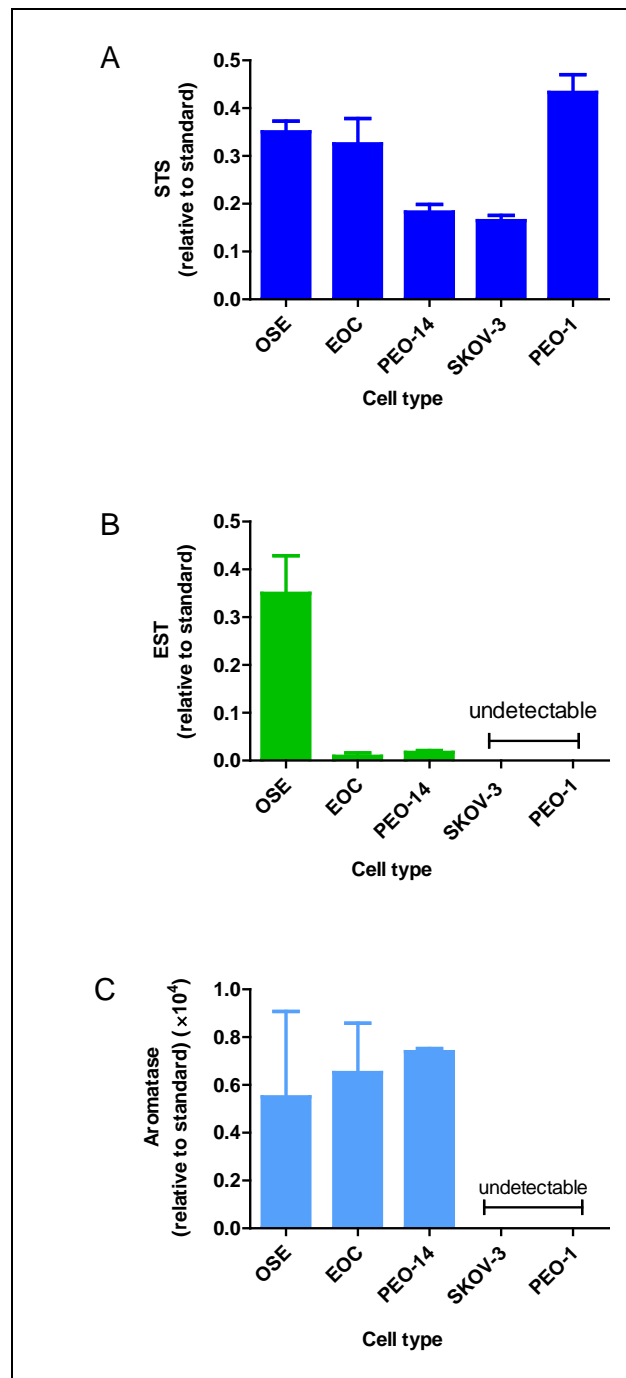 A
STS
(relative to standard)
0.5
0.4
0.3
0.2
0.1
0.0
OSE
EOC
PEO-14
SKOV-3
PEO-1
Cell type
B
EST
(relative to standard)
0.5
0.4
0.3
0.2
0.1
0.0
undetectable
OSE
EOC
PEO-14
SKOV-3
PEO-1
Cell type
C
Aromatase
(relative to standard) (×10⁴)
1.0
0.8
0.6
0.4
0.2
0.0
undetectable
OSE
EOC
PEO-14
SKOV-3
PEO-1
Cell type